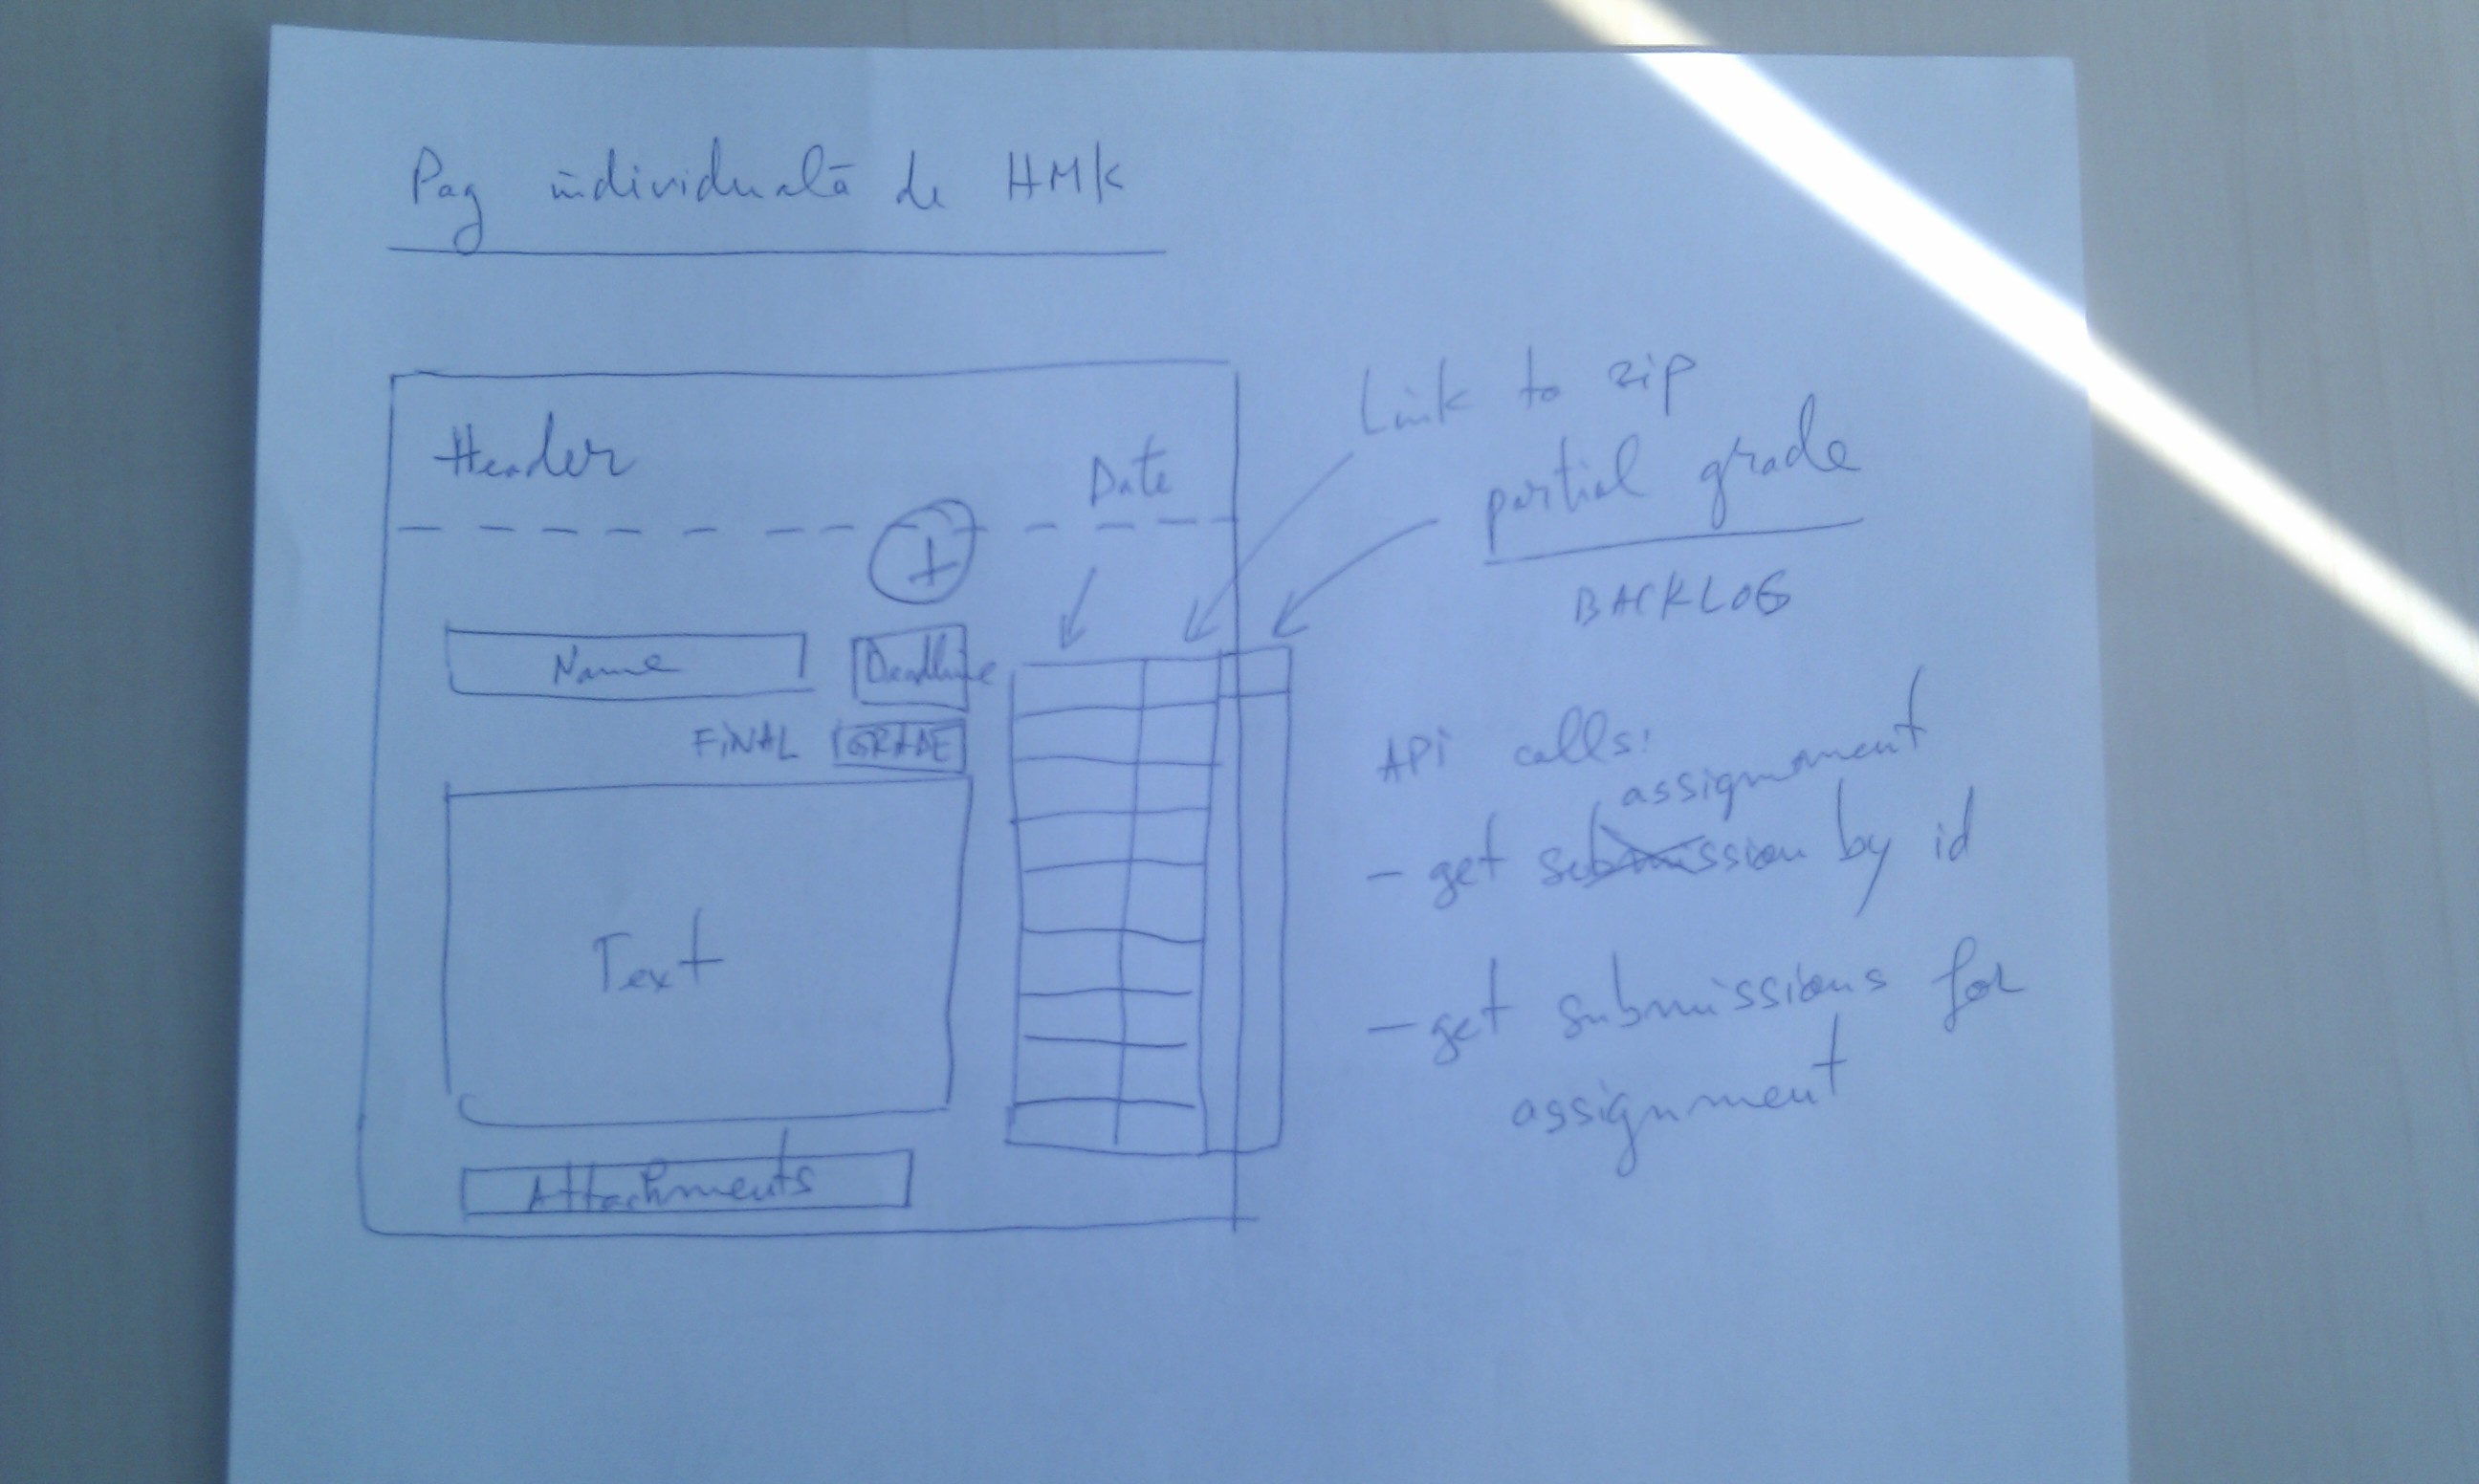 Pag individuală de HMK
Header
Date
Link to zip
partial grade
BACKLOG
+
Name
Deadline
FINAL GRADE
Text
Attachments
API calls:
assignment
- get submission by id
- get submissions for
assignment